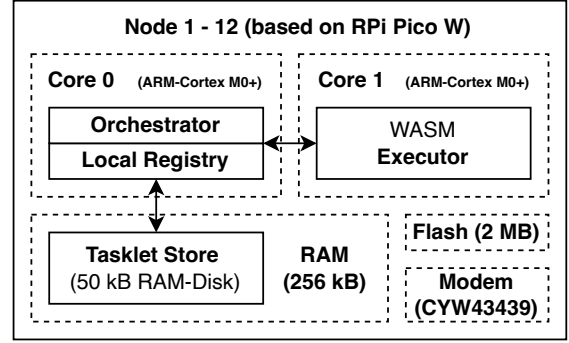 Node 1 - 12 (based on RPi Pico W)
Core 0 (ARM-Cortex M0+)
Orchestrator
Local Registry
Core 1 (ARM-Cortex M0+)
WASM
Executor
Tasklet Store
(50 kB RAM-Disk)
RAM
(256 kB)
Flash (2 MB)
Modem
(CYW43439)